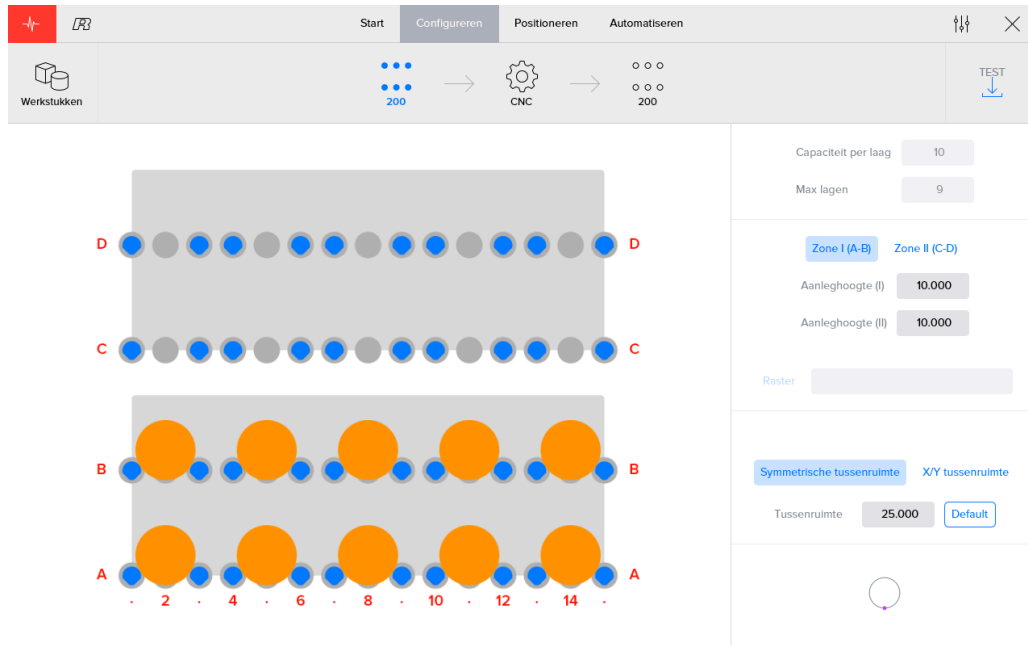 Start Configureren Positioneren Automatiseren
Werkstukken
200
CNC
200
TEST
Capaciteit per laag 10
Max lagen 9
Zone I (A-B) Zone II (C-D)
Aanleghoogte (I) 10.000
Aanleghoogte (II) 10.000
Raster
Symmetrische tussenruimte X/Y tussenruimte
Tussenruimte 25.000 Default
D D
C C
B B
A A
· 2 · 4 · 6 · 8 · 10 · 12 · 14 ·